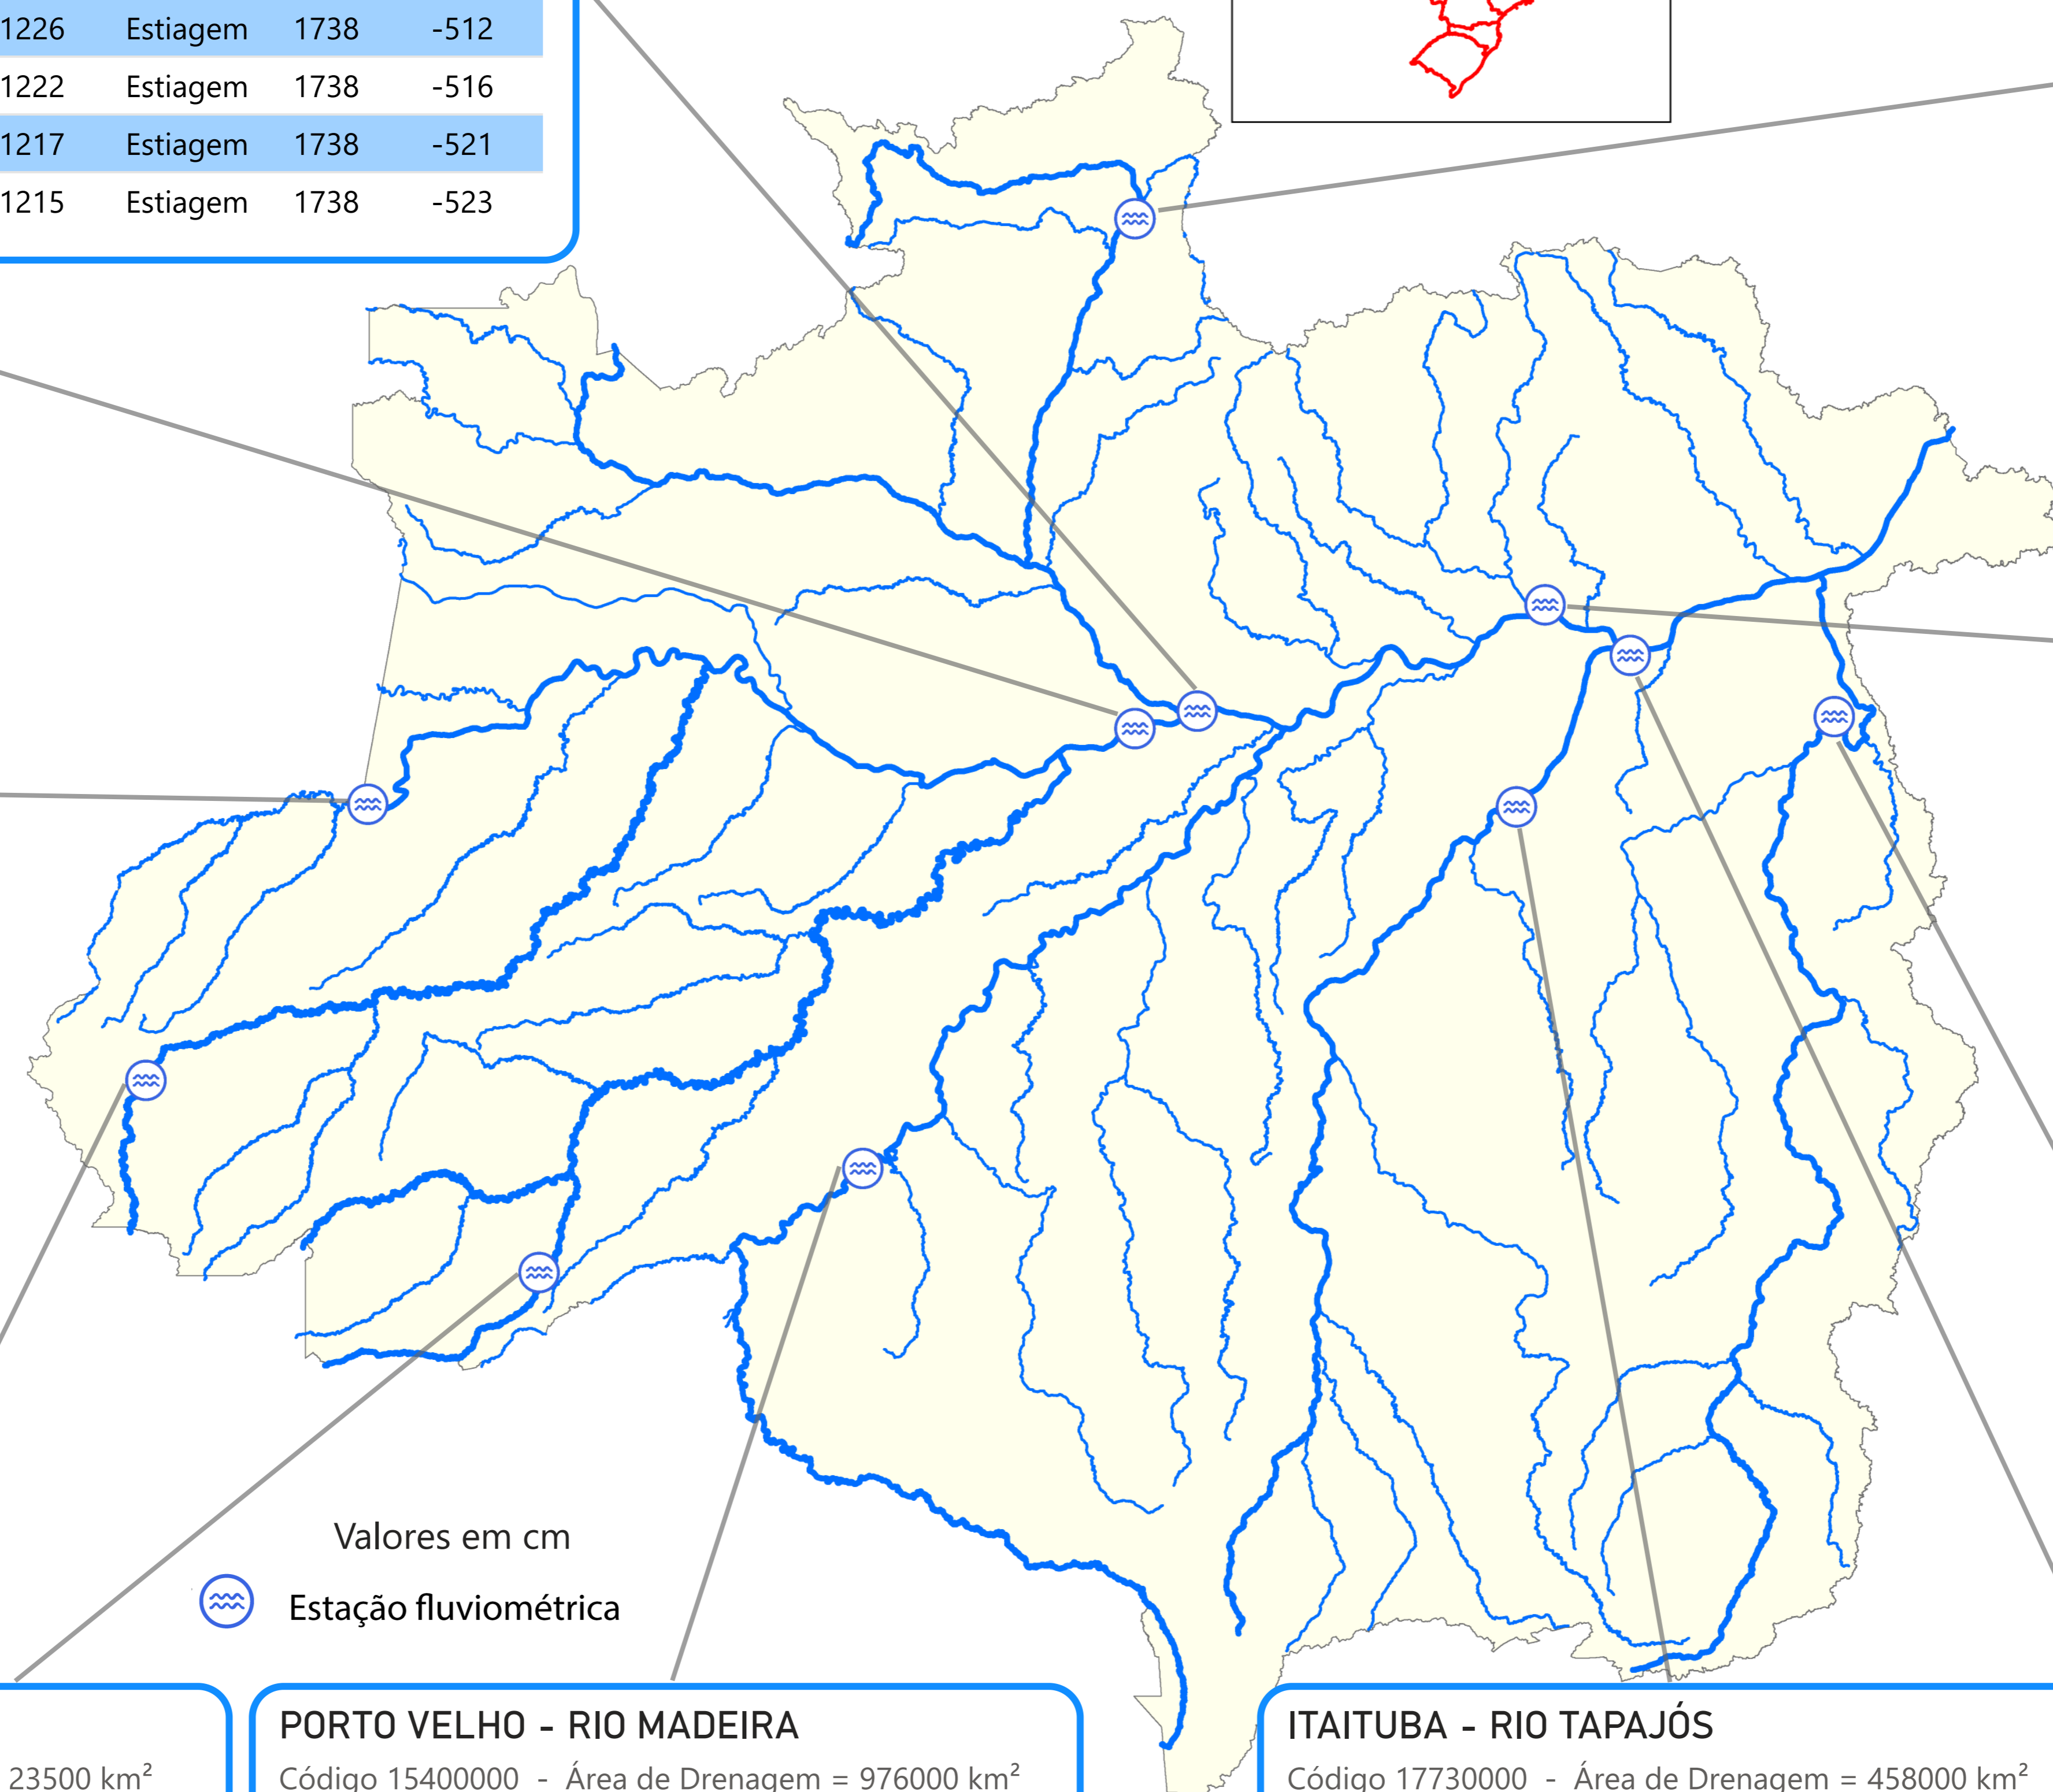 1226 Estiagem 1738 -512
1222 Estiagem 1738 -516
1217 Estiagem 1738 -521
1215 Estiagem 1738 -523
Valores em cm
Estação fluviométrica
23500 km²
PORTO VELHO - RIO MADEIRA
Código 15400000 - Área de Drenagem = 976000 km²
ITAITUBA - RIO TAPAJÓS
Código 17730000 - Área de Drenagem = 458000 km²